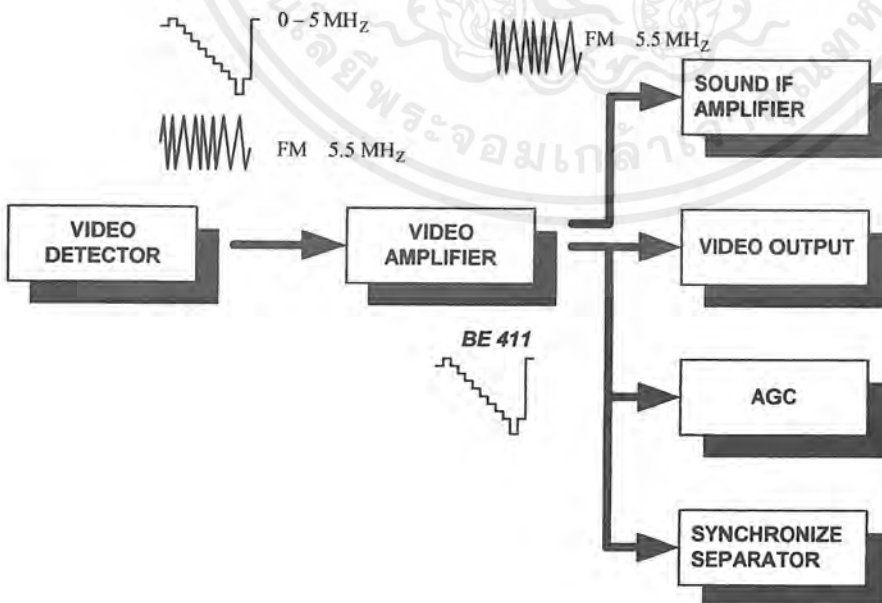 0 – 5 MHz
FM 5.5 MHz
FM 5.5 MHz
SOUND IF
AMPLIFIER
VIDEO
DETECTOR
VIDEO
AMPLIFIER
VIDEO OUTPUT
BE 411
AGC
SYNCHRONIZE
SEPARATOR